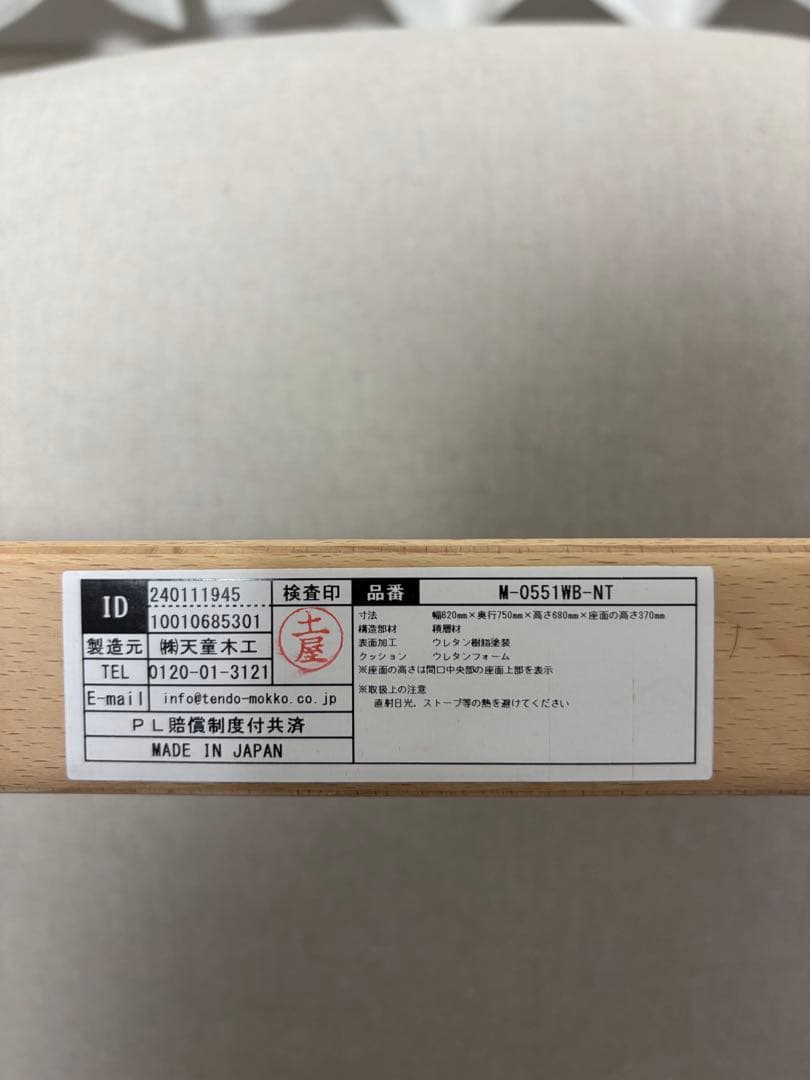 ID 240111945 検査印
10010685301
土屋
製造元 ㈱天童木工
TEL 0120-01-3121
E-mail info@tendo-mokko.co.jp
PL賠償制度付共済
MADE IN JAPAN
品番 M-0551WB-NT
寸法 幅620mm×奥行750mm×高さ680mm×座面の高さ370mm
構造部材 積層材
表面加工 ウレタン樹脂塗装
クッション ウレタンフォーム
※座面の高さは間口中央部の座面上部を表示
※取扱上の注意
直射日光，ストーブ等の熱を避けてください